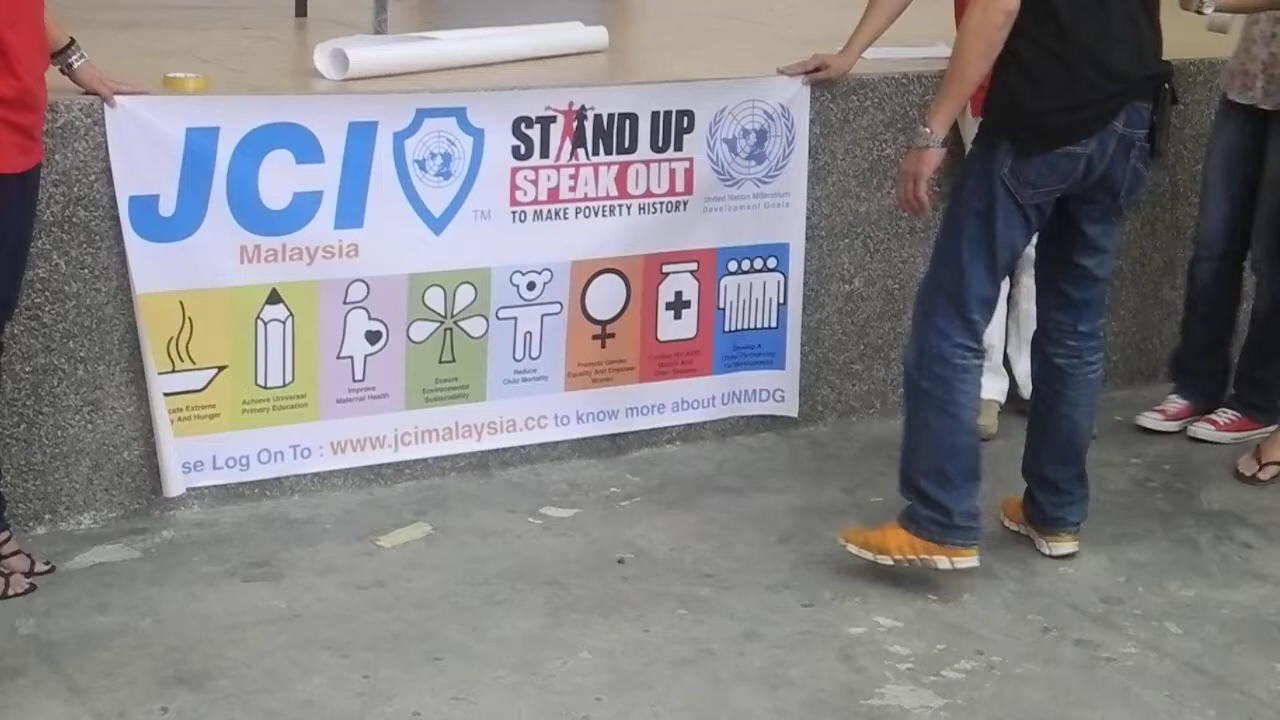 JCI
TM
Malaysia
STAND UP
SPEAK OUT
TO MAKE POVERTY HISTORY
United Nation Millennium
Development Goals
cate Extreme
y And Hunger
Achieve Universal
Primary Education
Improve
Maternal Health
Ensure
Environmental
Sustainability
Reduce
Child Mortality
Promote Gender
Equality And Empower
Women
Combat HIV/AIDS,
Malaria And
Other Diseases
Develop A
Global Partnership
For Development
se Log On To : www.jcimalaysia.cc to know more about UNMDG